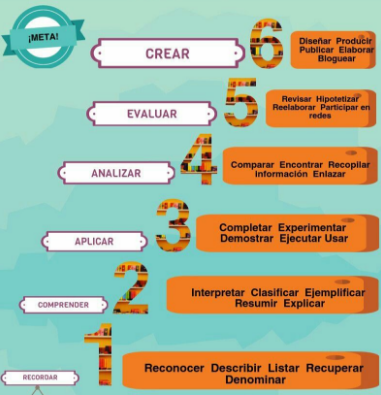 ¡META!
CREAR
6
Diseñar Producir
Publicar Elaborar
Bloguear
EVALUAR
5
Revisar Hipotetizar
Reelaborar Participar en
redes
ANALIZAR
4
Comparar Encontrar Recopilar
Información Enlazar
APLICAR
3
Completar Experimentar
Demostrar Ejecutar Usar
COMPRENDER
2
Interpretar Clasificar Ejemplificar
Resumir Explicar
RECORDAR
1
Reconocer Describir Listar Recuperar
Denominar